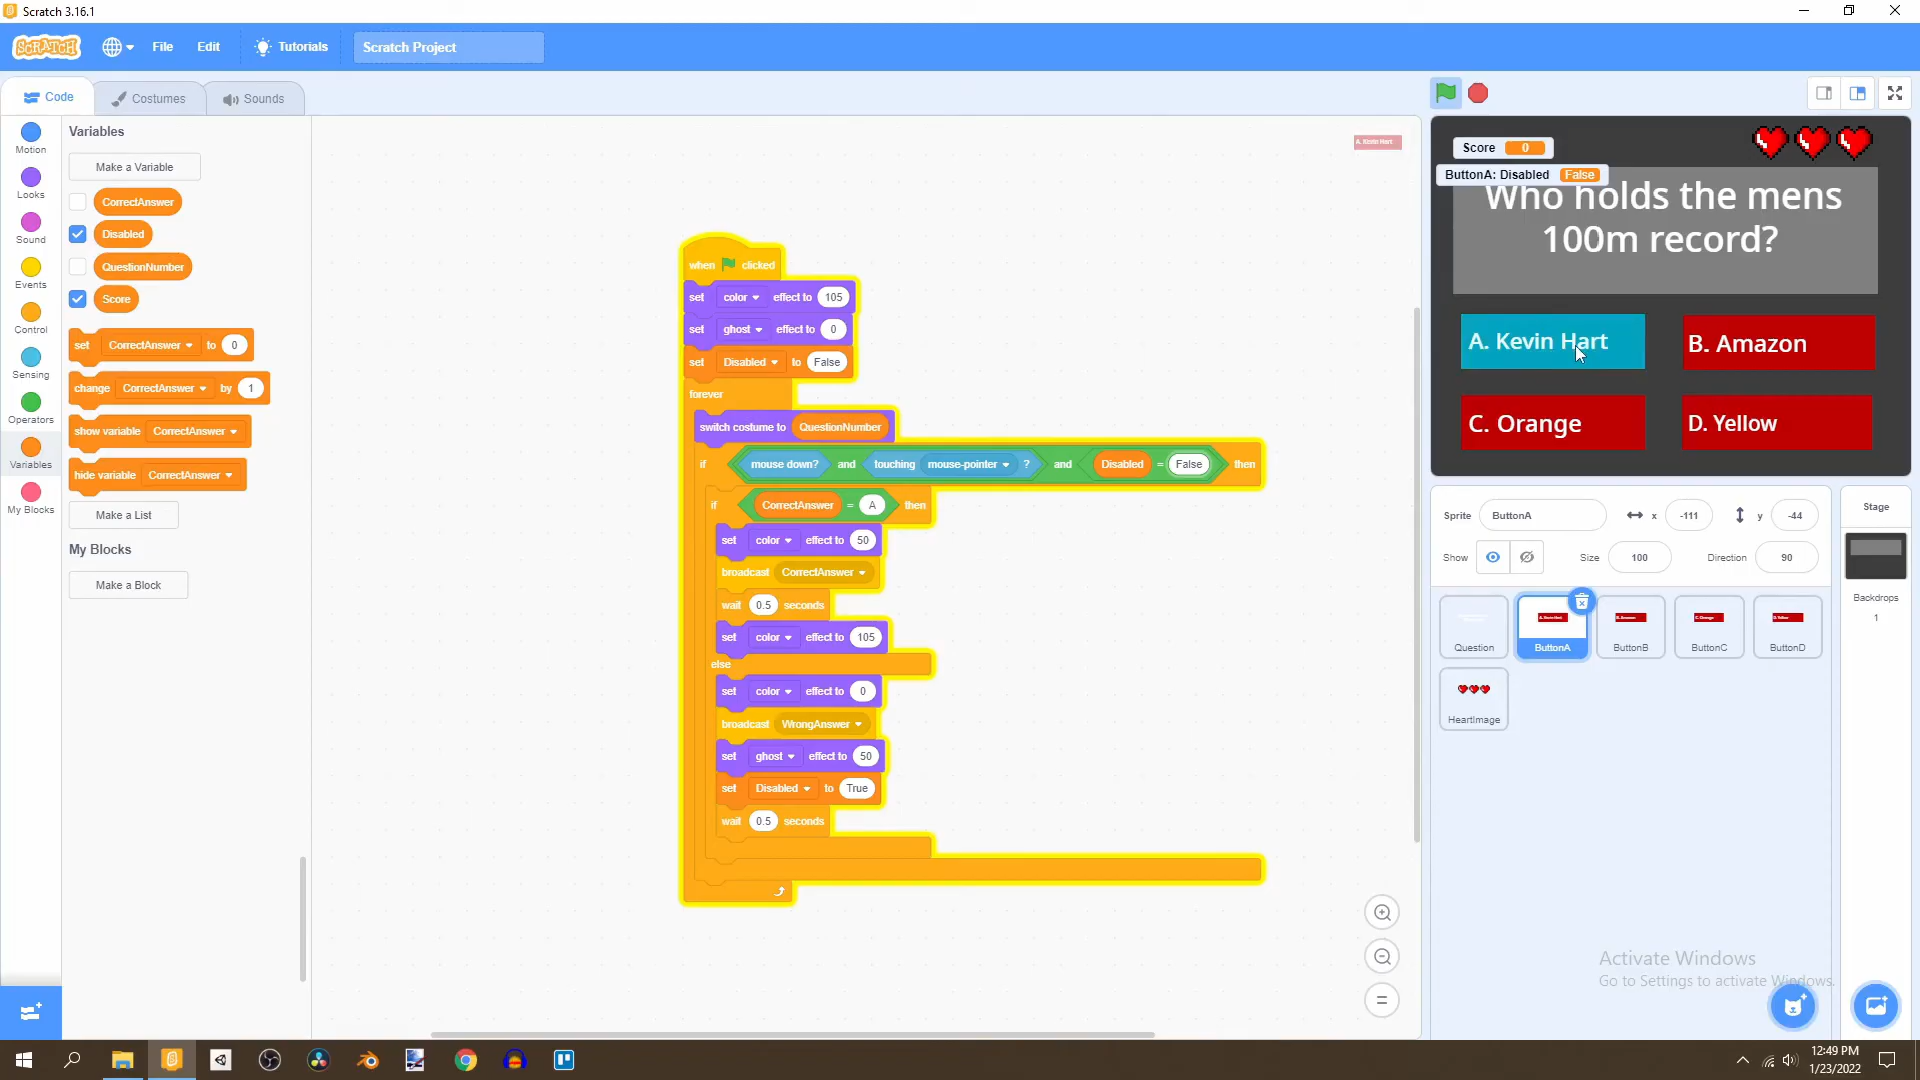 Scratch 3.16.1
SCRATCH
File
Edit
Tutorials
Scratch Project
Code
Costumes
Sounds
Motion
Looks
Sound
Events
Control
Sensing
Operators
Variables
My Blocks
Variables
Make a Variable
CorrectAnswer
Disabled
QuestionNumber
Score
set CorrectAnswer to 0
change CorrectAnswer by 1
show variable CorrectAnswer
hide variable CorrectAnswer
Make a List
My Blocks
Make a Block
A. Kevin Hart
when clicked
set color effect to 105
set ghost effect to 0
set Disabled to False
forever
switch costume to QuestionNumber
if mouse down? and touching mouse-pointer ? and Disabled = False then
if CorrectAnswer = A then
set color effect to 50
broadcast CorrectAnswer
wait 0.5 seconds
set color effect to 105
else
set color effect to 0
broadcast WrongAnswer
set ghost effect to 50
set Disabled to True
wait 0.5 seconds
Score 0
ButtonA: Disabled False
Who holds the mens
100m record?
A. Kevin Hart
B. Amazon
C. Orange
D. Yellow
Sprite ButtonA x -111 y -44
Show Size 100 Direction 90
Stage
Backdrops
1
A. Kevin Hart
B. Amazon
C. Orange
D. Yellow
Question
ButtonA
ButtonB
ButtonC
ButtonD
HeartImage
Activate Windows
Go to Settings to activate Windows.
12:49 PM
1/23/2022